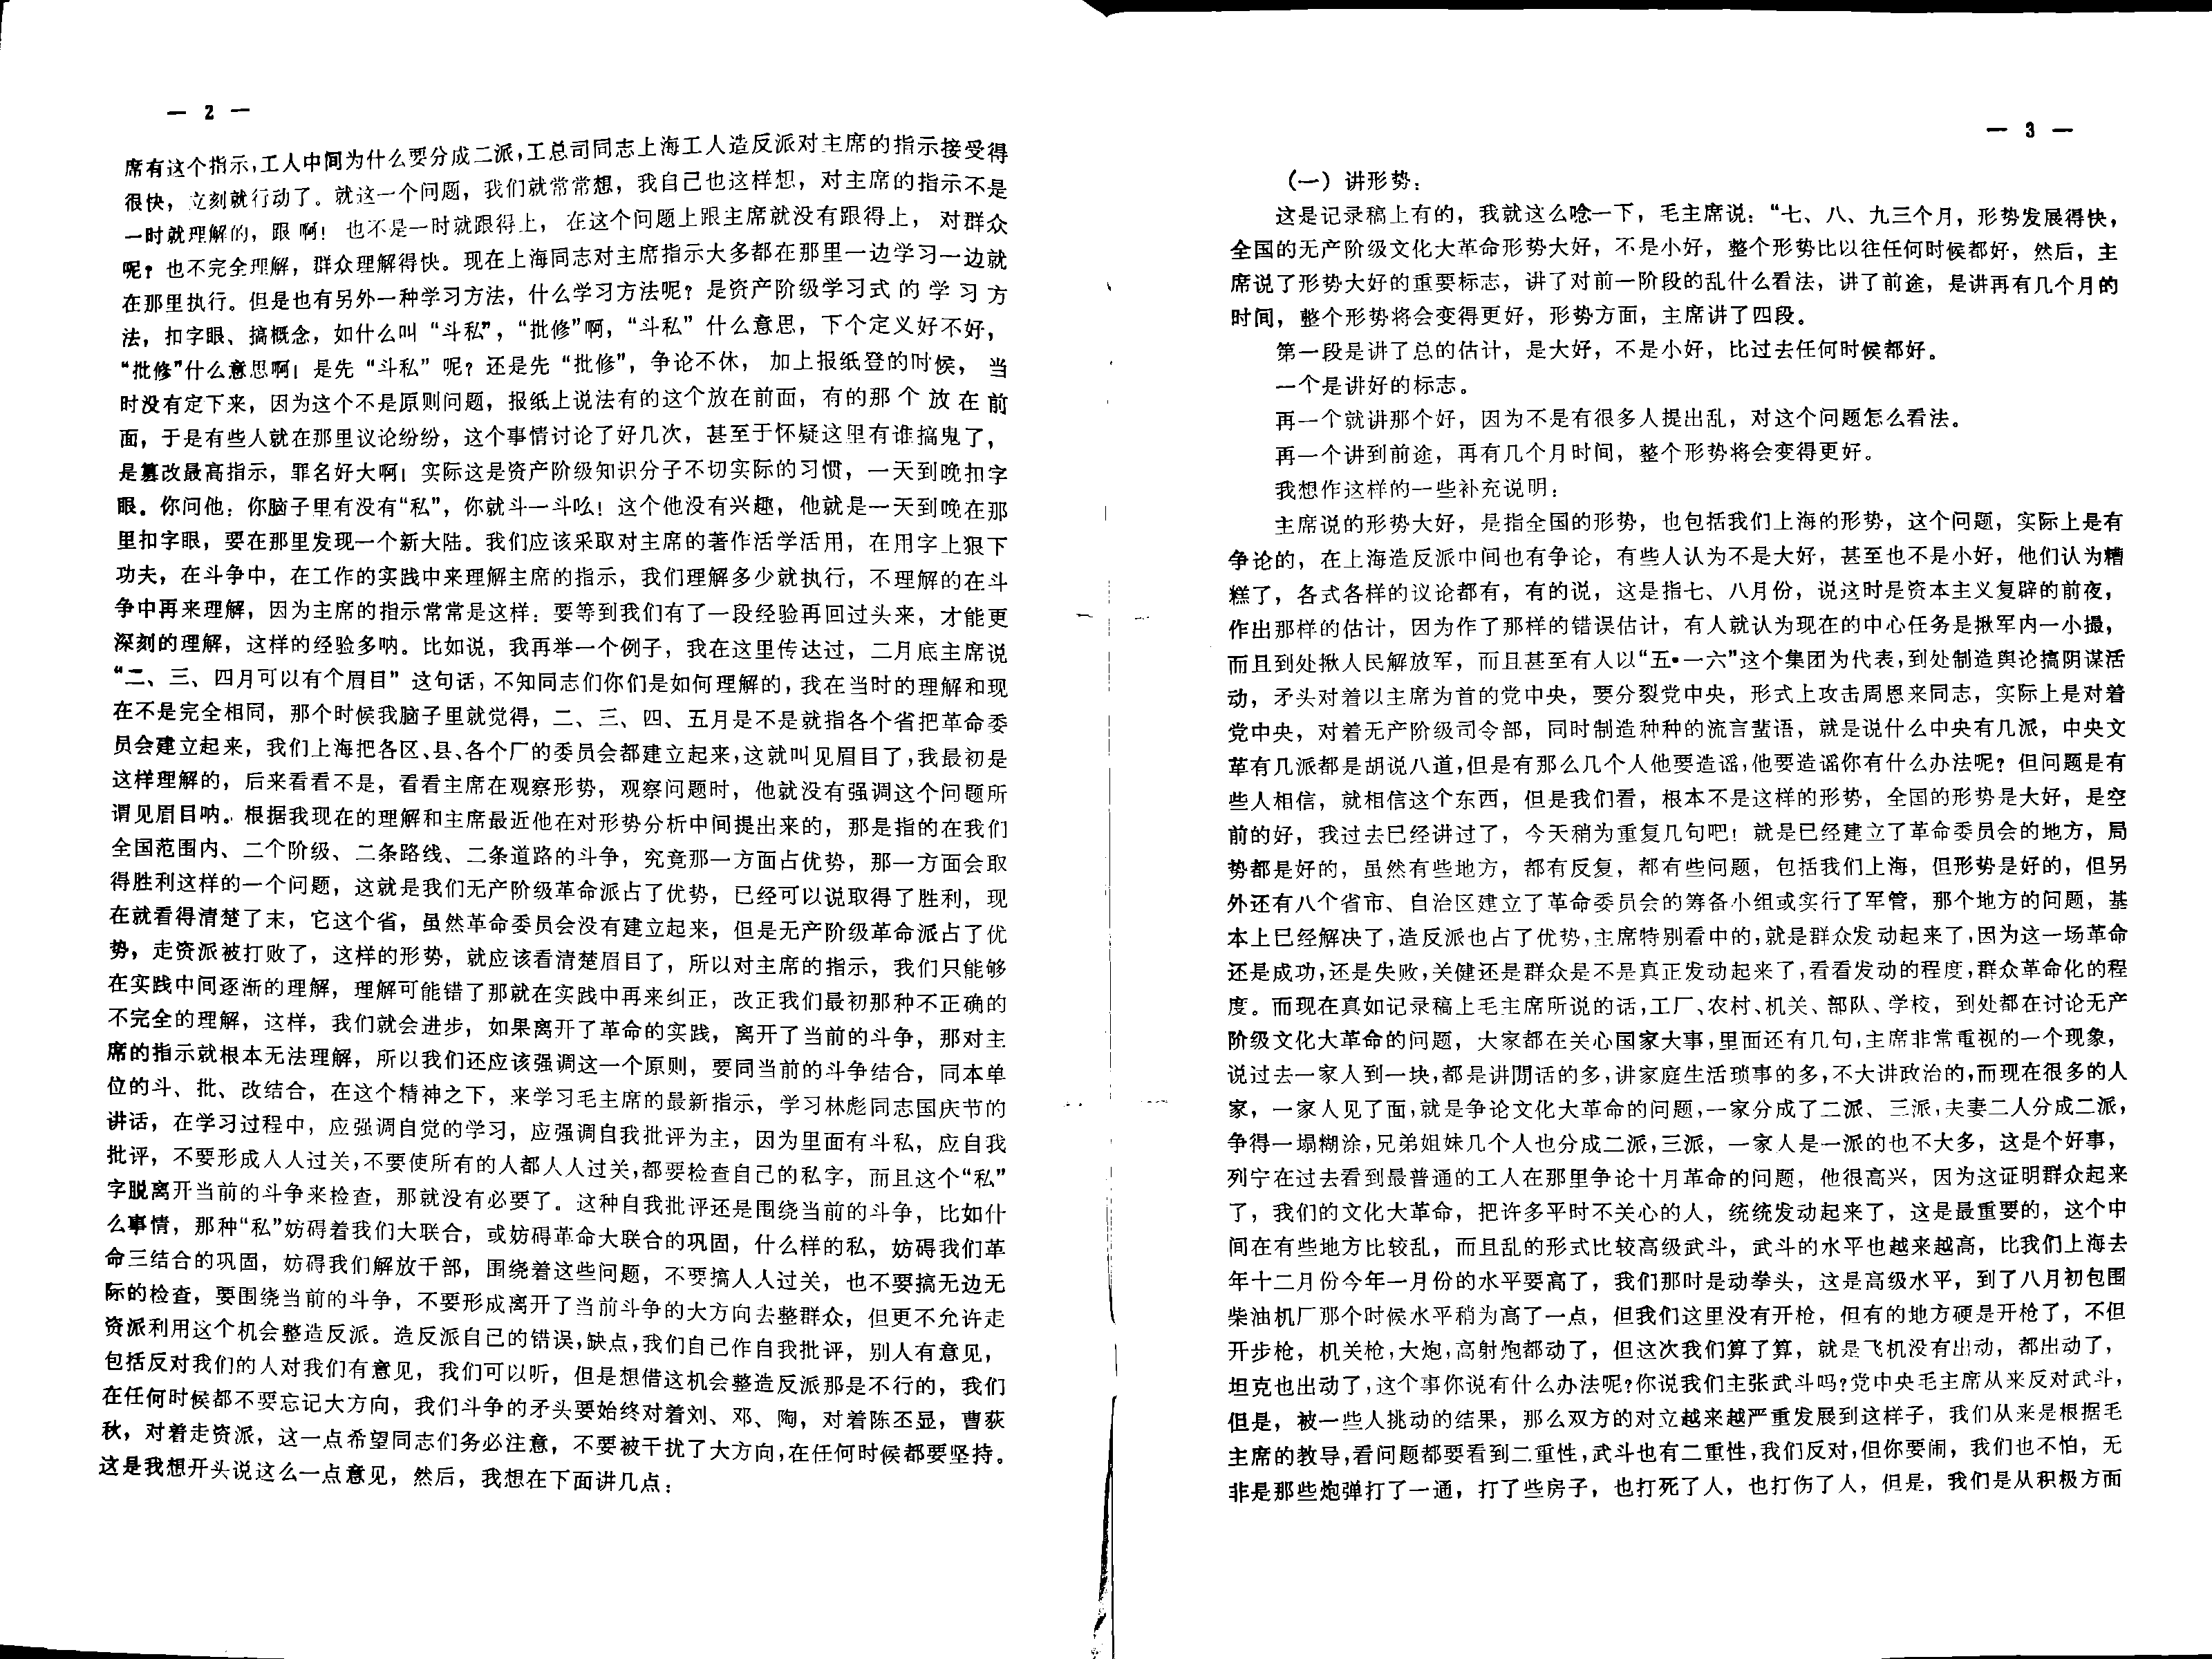 — 2 —
席有这个指示，工人中间为什么要分成二派，工总司同志上海工人造反派对主席的指示接受得
很快，立刻就行动了。就这一个问题，我们就常常想，我自己也这样想，对主席的指示不是
一时就理解的，跟啊！也不是一时就跟得上，在这个问题上跟主席就没有跟得上，对群众
呢？也不完全理解，群众理解得快。现在上海同志对主席指示大多都在那里一边学习一边就
在那里执行。但是也有另外一种学习方法，什么学习方法呢？是资产阶级学习式的学习方
法，扣字眼、搞概念，如什么叫“斗私”，“批修”啊，“斗私”什么意思，下个定义好不好，
“批修”什么意思啊！是先“斗私”呢？还是先“批修”，争论不休，加上报纸登的时候，当
时没有定下来，因为这个不是原则问题，报纸上说法有的这个放在前面，有的那个放在前
面，于是有些人就在那里议论纷纷，这个事情讨论了好几次，甚至于怀疑这里有谁搞鬼了，
是篡改最高指示，罪名好大啊！实际这是资产阶级知识分子不切实际的习惯，一天到晚扣字
眼。你问他：你脑子里有没有“私”，你就斗一斗吆！这个他没有兴趣，他就是一天到晚在那
里扣字眼，要在那里发现一个新大陆。我们应该采取对主席的著作活学活用，在用字上狠下
功夫，在斗争中，在工作的实践中来理解主席的指示，我们理解多少就执行，不理解的在斗
争中再来理解，因为主席的指示常常是这样：要等到我们有了一段经验再回过头来，才能更
深刻的理解，这样的经验多呐。比如说，我再举一个例子，我在这里传达过，二月底主席说
“二、三、四月可以有个眉目”这句话，不知同志们你们是如何理解的，我在当时的理解和现
在不是完全相同，那个时候我脑子里就觉得，二、三、四、五月是不是就指各个省把革命委
员会建立起来，我们上海把各区、县、各个厂的委员会都建立起来，这就叫见眉目了，我最初是
这样理解的，后来看看不是，看看主席在观察形势，观察问题时，他就没有强调这个问题所
谓见眉目呐。根据我现在的理解和主席最近他在对形势分析中间提出来的，那是指的在我们
全国范围内、二个阶级、二条路线、二条道路的斗争，究竟那一方面占优势，那一方面会取
得胜利这样的一个问题，这就是我们无产阶级革命派占了优势，已经可以说取得了胜利，现
在就看得清楚了末，它这个省，虽然革命委员会没有建立起来，但是无产阶级革命派占了优
势，走资派被打败了，这样的形势，就应该看清楚眉目了，所以对主席的指示，我们只能够
在实践中间逐渐的理解，理解可能错了那就在实践中再来纠正，改正我们最初那种不正确的
不完全的理解，这样，我们就会进步，如果离开了革命的实践，离开了当前的斗争，那对主
席的指示就根本无法理解，所以我们还应该强调这一个原则，要同当前的斗争结合，同本单
位的斗、批、改结合，在这个精神之下，来学习毛主席的最新指示，学习林彪同志国庆节的
讲话，在学习过程中，应强调自觉的学习，应强调自我批评为主，因为里面有斗私，应自我
批评，不要形成人人过关，不要使所有的人都人人过关，都要检查自己的私字，而且这个“私”
字脱离开当前的斗争来检查，那就没有必要了。这种自我批评还是围绕当前的斗争，比如什
么事情，那种“私”妨碍着我们大联合，或妨碍革命大联合的巩固，什么样的私，妨碍我们革
命三结合的巩固，妨碍我们解放干部，围绕着这些问题，不要搞人人过关，也不要搞无边无
际的检查，要围绕当前的斗争，不要形成离开了当前斗争的大方向去整群众，但更不允许走
资派利用这个机会整造反派。造反派自己的错误，缺点，我们自己作自我批评，别人有意见，
包括反对我们的人对我们有意见，我们可以听，但是想借这机会整造反派那是不行的，我们
在任何时候都不要忘记大方向，我们斗争的矛头要始终对着刘、邓、陶，对着陈丕显，曹荻
秋，对着走资派，这一点希望同志们务必注意，不要被干扰了大方向，在任何时候都要坚持。
这是我想开头说这么一点意见，然后，我想在下面讲几点：
— 3 —
（一）讲形势：
这是记录稿上有的，我就这么唸一下，毛主席说：“七、八、九三个月，形势发展得快，
全国的无产阶级文化大革命形势大好，不是小好，整个形势比以往任何时候都好，然后，主
席说了形势大好的重要标志，讲了对前一阶段的乱什么看法，讲了前途，是讲再有几个月的
时间，整个形势将会变得更好，形势方面，主席讲了四段。
第一段是讲了总的估计，是大好，不是小好，比过去任何时候都好。
一个是讲好的标志。
再一个就讲那个好，因为不是有很多人提出乱，对这个问题怎么看法。
再一个讲到前途，再有几个月时间，整个形势将会变得更好。
我想作这样的一些补充说明：
主席说的形势大好，是指全国的形势，也包括我们上海的形势，这个问题，实际上是有
争论的，在上海造反派中间也有争论，有些人认为不是大好，甚至也不是小好，他们认为糟
糕了，各式各样的议论都有，有的说，这是指七、八月份，说这时是资本主义复辟的前夜，
作出那样的估计，因为作了那样的错误估计，有人就认为现在的中心任务是揪军内一小撮，
而且到处揪人民解放军，而且甚至有人以“五•一六”这个集团为代表，到处制造舆论搞阴谋活
动，矛头对着以主席为首的党中央，要分裂党中央，形式上攻击周恩来同志，实际上是对着
党中央，对着无产阶级司令部，同时制造种种的流言蜚语，就是说什么中央有几派，中央文
革有几派都是胡说八道，但是有那么几个人他要造谣，他要造谣你有什么办法呢？但问题是有
些人相信，就相信这个东西，但是我们看，根本不是这样的形势，全国的形势是大好，是空
前的好，我过去已经讲过了，今天稍为重复几句吧！就是已经建立了革命委员会的地方，局
势都是好的，虽然有些地方，都有反复，都有些问题，包括我们上海，但形势是好的，但另
外还有八个省市、自治区建立了革命委员会的筹备小组或实行了军管，那个地方的问题，基
本上已经解决了，造反派也占了优势，主席特别看中的，就是群众发动起来了，因为这一场革命
还是成功，还是失败，关健还是群众是不是真正发动起来了，看看发动的程度，群众革命化的程
度。而现在真如记录稿上毛主席所说的话，工厂、农村、机关、部队、学校，到处都在讨论无产
阶级文化大革命的问题，大家都在关心国家大事，里面还有几句，主席非常重视的一个现象，
说过去一家人到一块，都是讲閒话的多，讲家庭生活琐事的多，不大讲政治的，而现在很多的人
家，一家人见了面，就是争论文化大革命的问题，一家分成了二派、三派，夫妻二人分成二派，
争得一塌糊涂，兄弟姐妹几个人也分成二派，三派，一家人是一派的也不大多，这是个好事，
列宁在过去看到最普通的工人在那里争论十月革命的问题，他很高兴，因为这证明群众起来
了，我们的文化大革命，把许多平时不关心的人，统统发动起来了，这是最重要的，这个中
间在有些地方比较乱，而且乱的形式比较高级武斗，武斗的水平也越来越高，比我们上海去
年十二月份今年一月份的水平要高了，我们那时是动拳头，这是高级水平，到了八月初包围
柴油机厂那个时候水平稍为高了一点，但我们这里没有开枪，但有的地方硬是开枪了，不但
开步枪，机关枪，大炮，高射炮都动了，但这次我们算了算，就是飞机没有出动，都出动了，
坦克也出动了，这个事你说有什么办法呢？你说我们主张武斗吗？党中央毛主席从来反对武斗，
但是，被一些人挑动的结果，那么双方的对立越来越严重发展到这样子，我们从来是根据毛
主席的教导，看问题都要看到二重性，武斗也有二重性，我们反对，但你要闹，我们也不怕，无
非是那些炮弹打了一通，打了些房子，也打死了人，也打伤了人，但是，我们是从积极方面